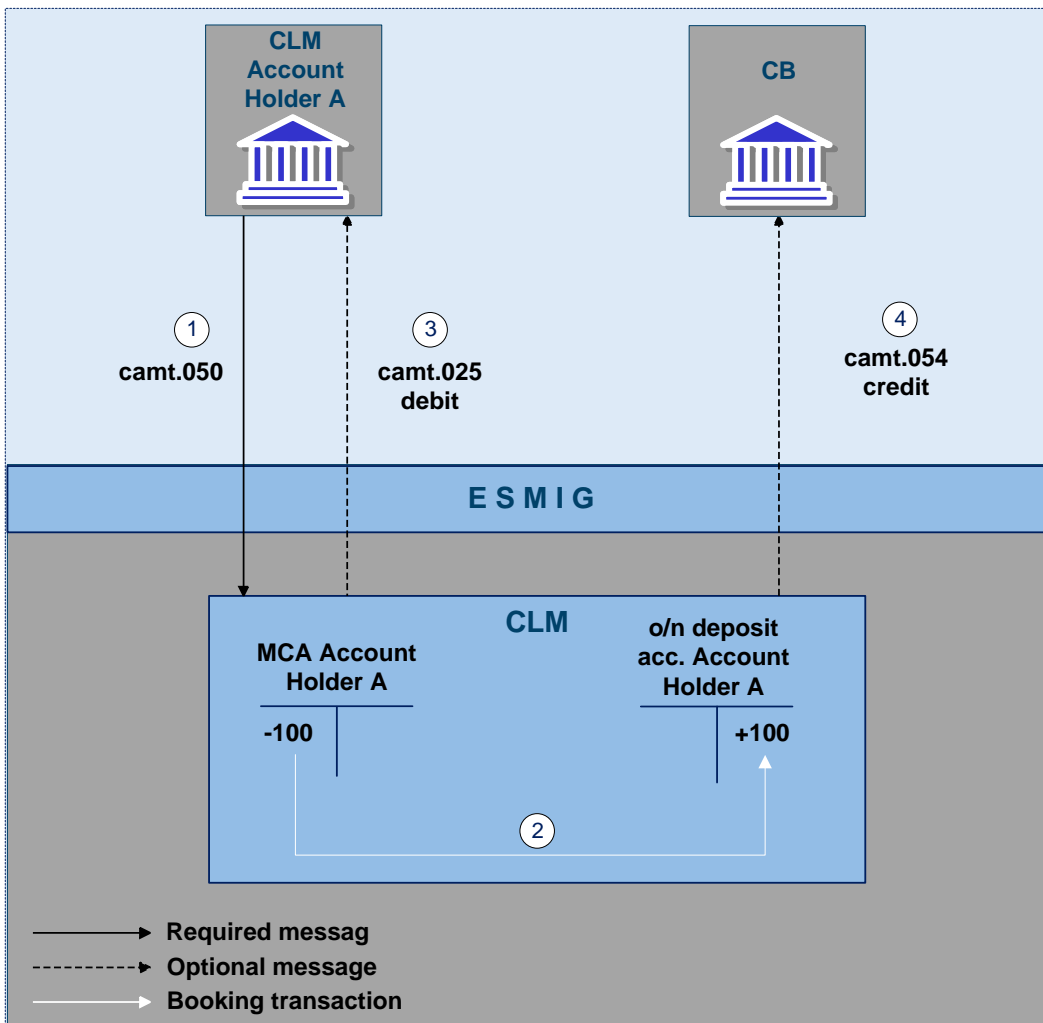 CLM
Account
Holder A
CB
1
camt.050
3
camt.025
debit
4
camt.054
credit
E S M I G
CLM
MCA Account
Holder A
o/n deposit
acc. Account
Holder A
-100
+100
2
Required messag
Optional message
Booking transaction